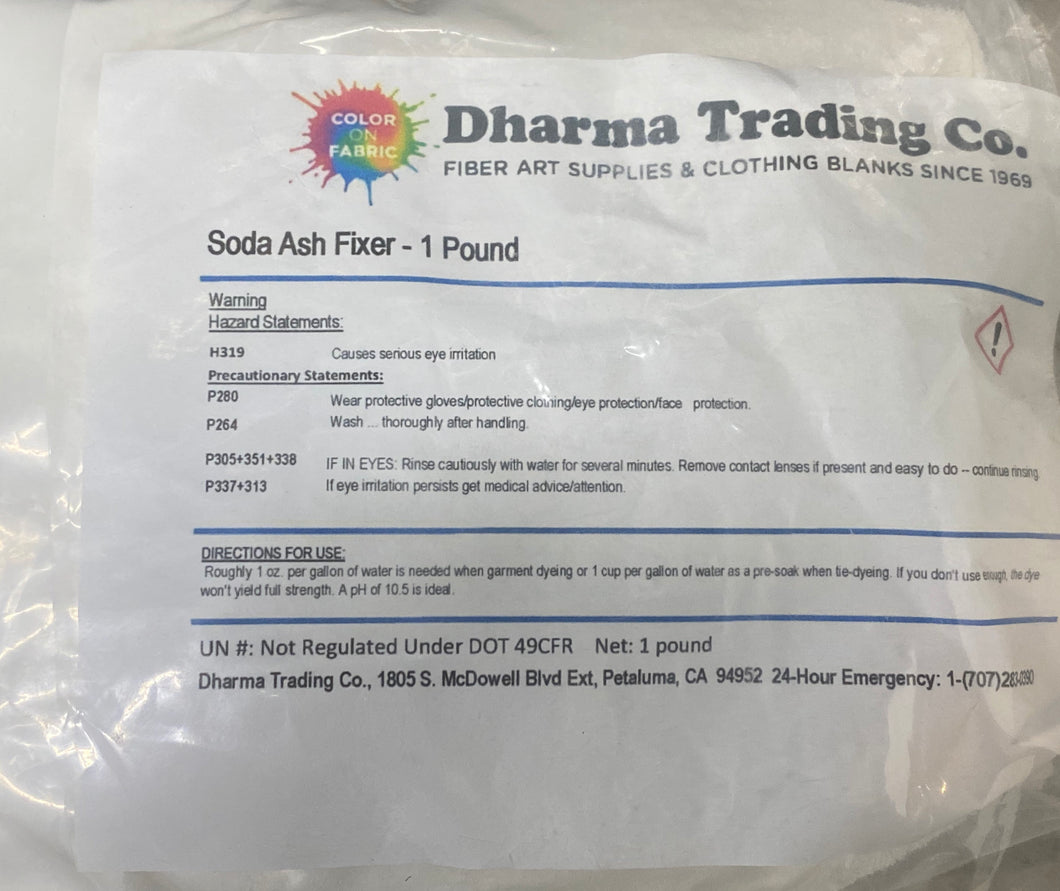 COLOR
ON
FABRIC
Dharma Trading Co.
FIBER ART SUPPLIES & CLOTHING BLANKS SINCE 1969
Soda Ash Fixer - 1 Pound
Warning
Hazard Statements:
H319 Causes serious eye irritation
Precautionary Statements:
P280 Wear protective gloves/protective clothing/eye protection/face protection.
P264 Wash ... thoroughly after handling.
P305+351+338 IF IN EYES: Rinse cautiously with water for several minutes. Remove contact lenses if present and easy to do -- continue rinsing
P337+313 If eye irritation persists get medical advice/attention.
DIRECTIONS FOR USE:
Roughly 1 oz. per gallon of water is needed when garment dyeing or 1 cup per gallon of water as a pre-soak when tie-dyeing. If you don't use enough, the dye
won't yield full strength. A pH of 10.5 is ideal.
UN #: Not Regulated Under DOT 49CFR Net: 1 pound
Dharma Trading Co., 1805 S. McDowell Blvd Ext, Petaluma, CA 94952 24-Hour Emergency: 1-(707)